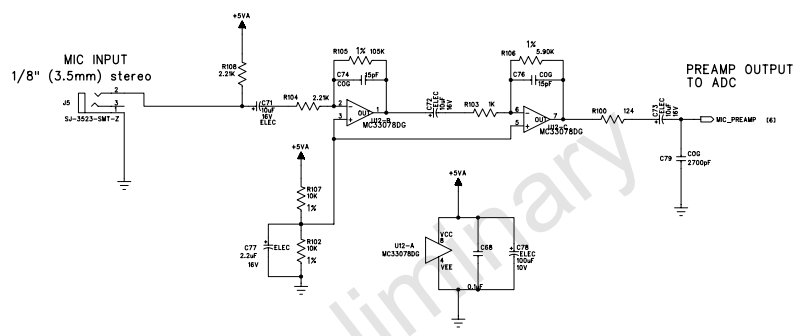 +5VA
MIC INPUT
1/8" (3.5mm) stereo
R108
2.21K
R105 1% 105K
C74 COG
15pF
R106 1% 5.90K
C76 COG
15pF
PREAMP OUTPUT
TO ADC
J5
2
3
SJ-3523-SMT-Z
C71
10uF
16V
ELEC
R104 2.21K
2
3
OUT
1
U12-B
MC33078DG
C72
ELEC
10uF
16V
R103 1K
6
5
OUT
7
U12-C
MC33078DG
R100 124
C73
ELEC
10uF
16V
MIC_PREAMP [6]
C79
COG
2700pF
+5VA
R107
10K
1%
R102
10K
1%
C77
2.2uF
16V
ELEC
+5VA
U12-A
MC33078DG
VCC
8
4
VEE
C68
0.1uF
C78
ELEC
100uF
10V
liminary